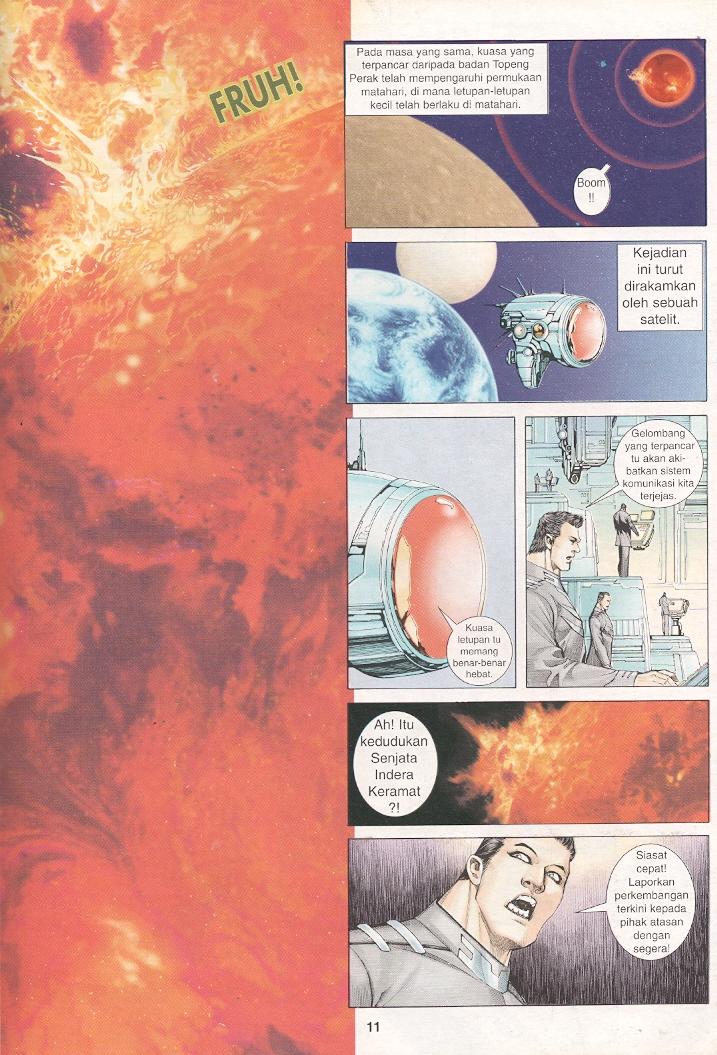 FRUH!
Pada masa yang sama, kuasa yang
terpancar daripada badan Topeng
Perak telah mempengaruhi permukaan
matahari, di mana letupan-letupan
kecil telah berlaku di matahari.
Boom
!!
Kejadian
ini turut
dirakamkan
oleh sebuah
satelit.
Kuasa
letupan tu
memang
benar-benar
hebat.
Gelombang
yang terpancar
tu akan aki-
batkan sistem
komunikasi kita
terjejas.
Ah! Itu
kedudukan
Senjata
Indera
Keramat
?!
Siasat
cepat!
Laporkan
perkembangan
terkini kepada
pihak atasan
dengan
segera!
11